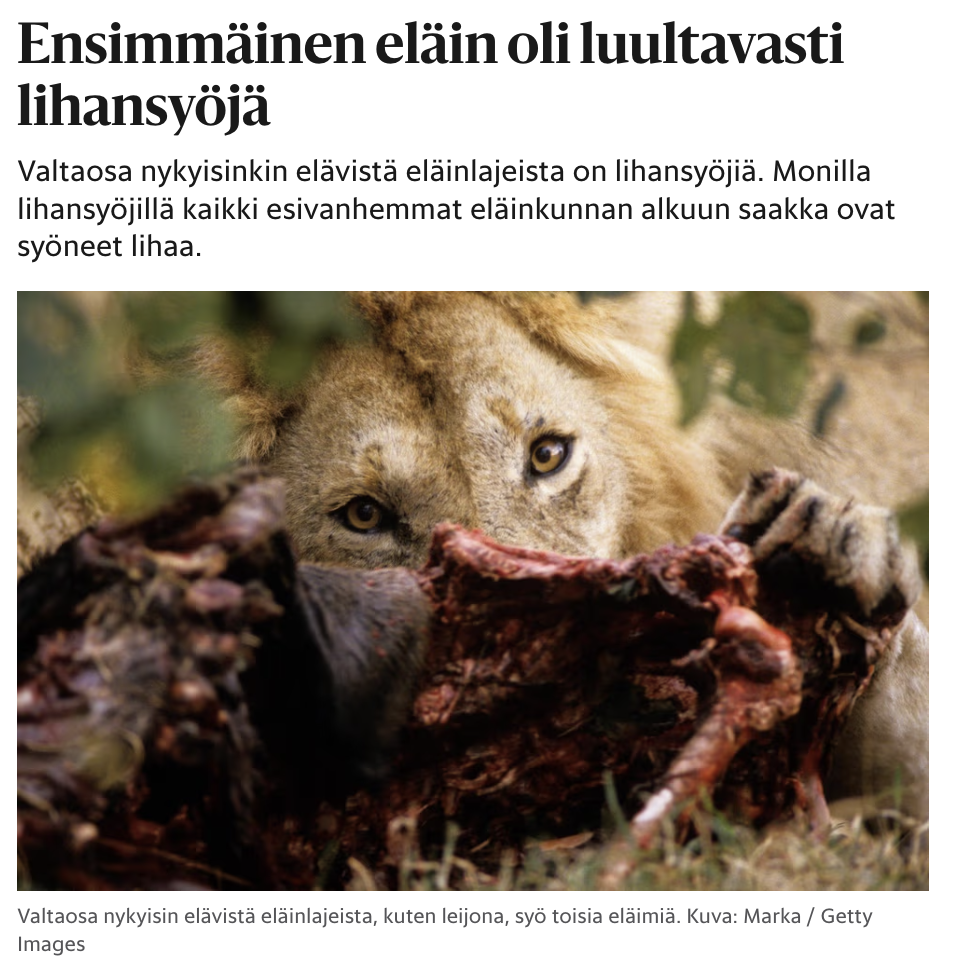 Ensimmäinen eläin oli luultavasti
lihansyöjä
Valtaosa nykyisinkin elävistä eläinlajeista on lihansyöjiä. Monilla
lihansyöjillä kaikki esivanhemmat eläinkunnan alkuun saakka ovat
syöneet lihaa.
Valtaosa nykyisin elävistä eläinlajeista, kuten leijona, syö toisia eläimiä. Kuva: Marka / Getty
Images